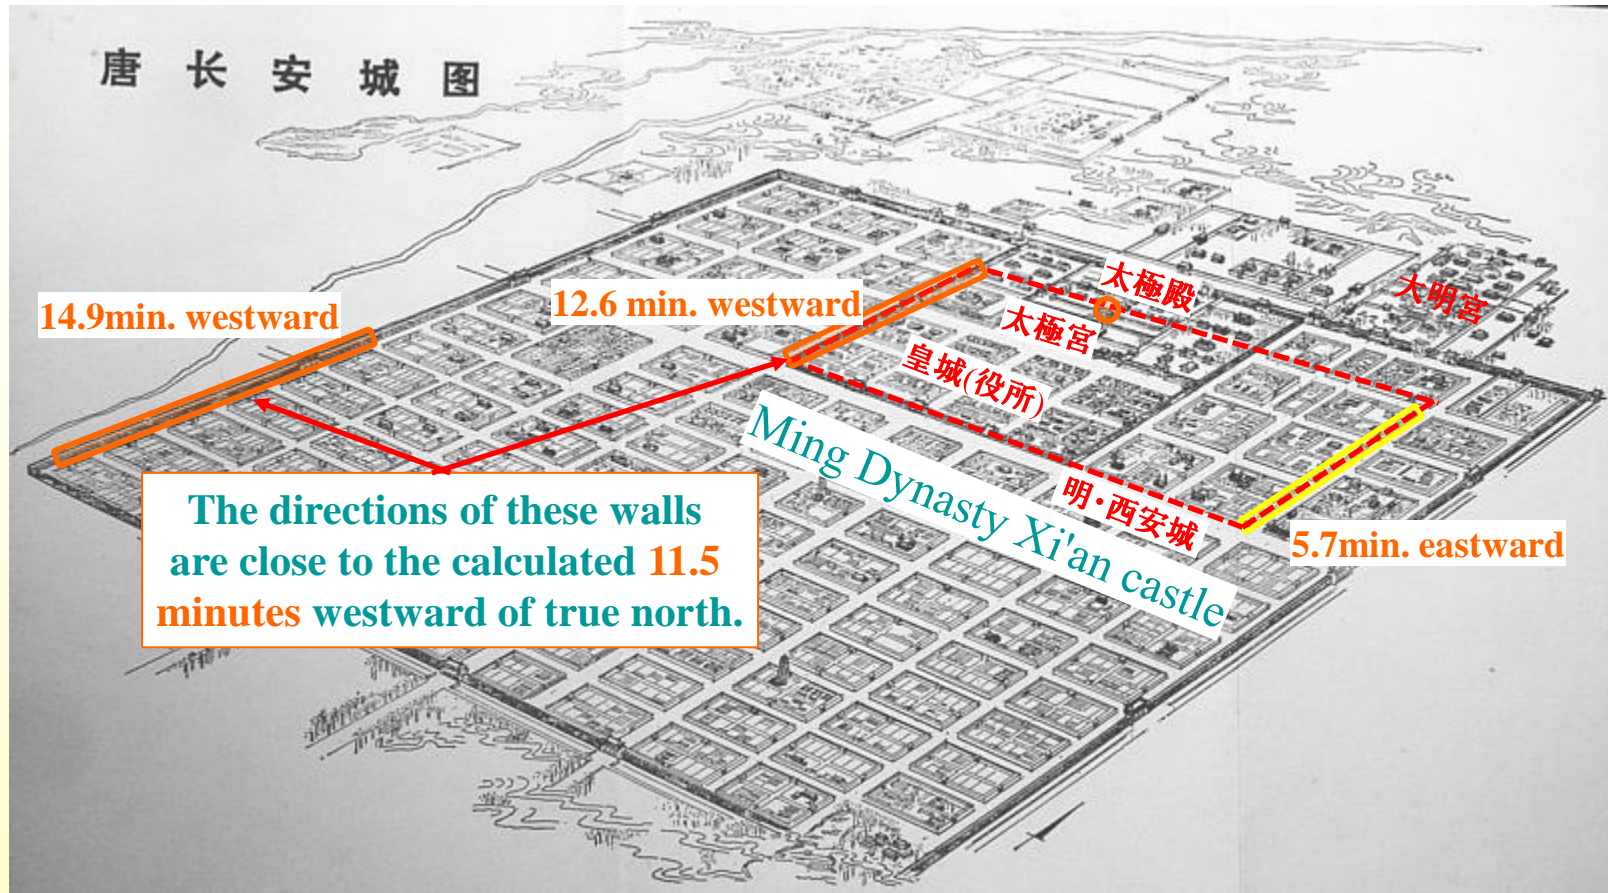 唐长安城图
14.9min. westward
12.6 min. westward
太極殿
太極宮
大明宮
皇城(役所)
Ming Dynasty Xi'an castle
明・西安城
5.7min. eastward
The directions of these walls
are close to the calculated 11.5
minutes westward of true north.